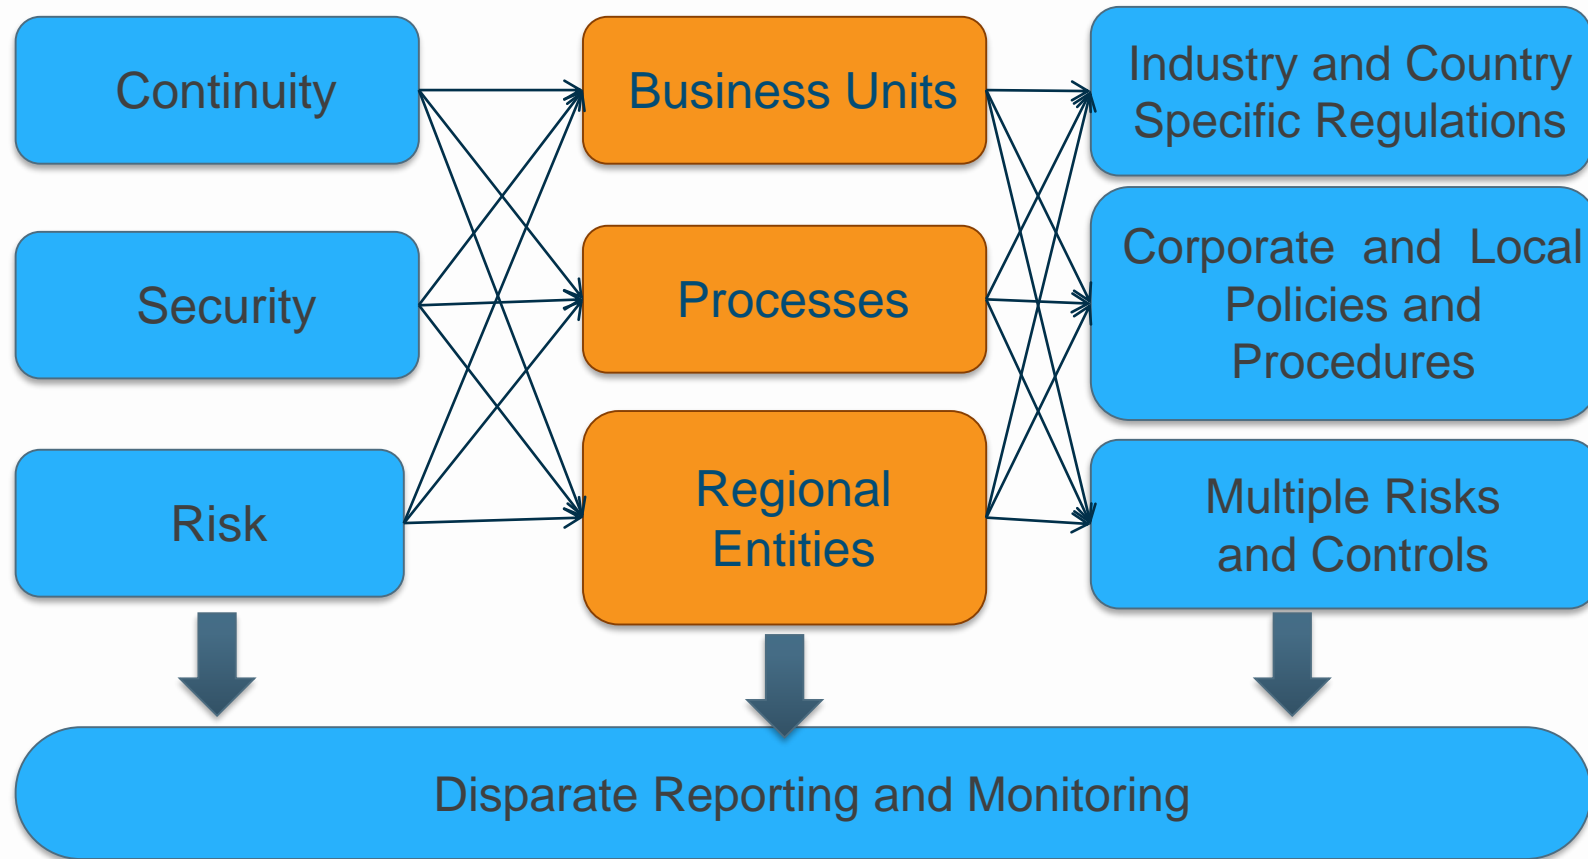 Continuity
Business Units
Industry and Country
Specific Regulations
Security
Processes
Corporate and Local
Policies and
Procedures
Risk
Regional
Entities
Multiple Risks
and Controls
Disparate Reporting and Monitoring